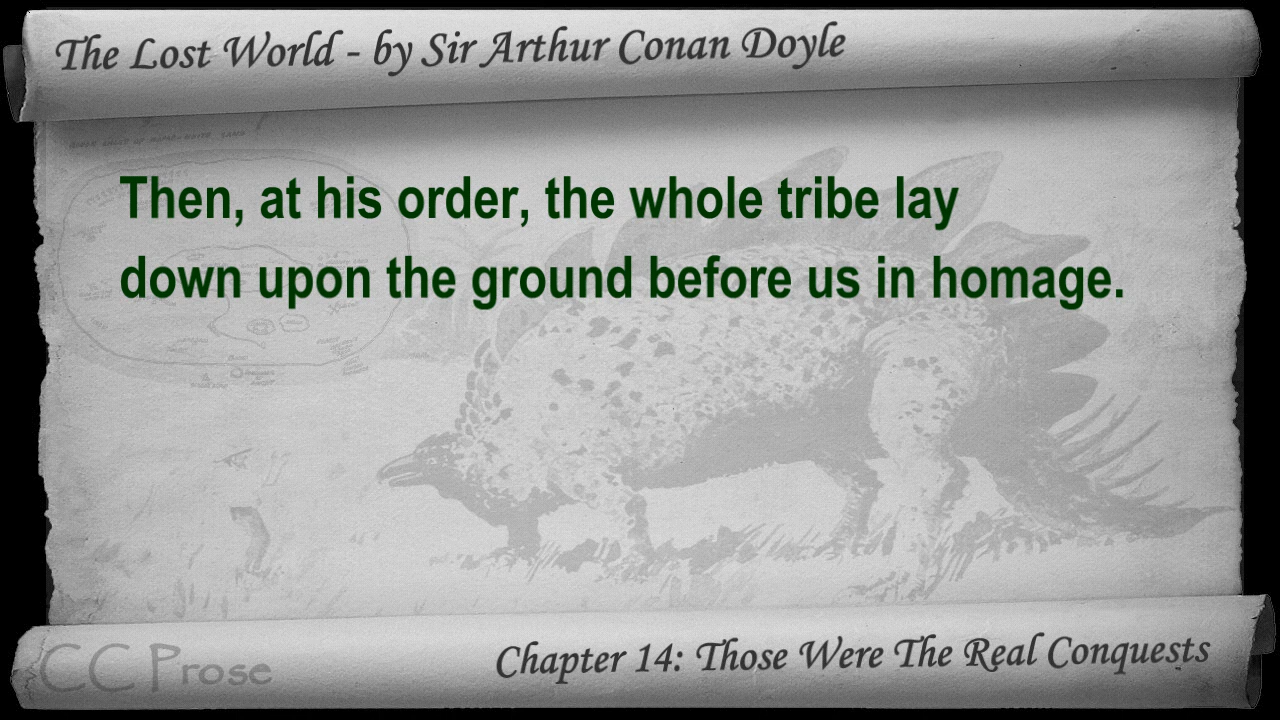 The Lost World - by Sir Arthur Conan Doyle
Then, at his order, the whole tribe lay
down upon the ground before us in homage.
CC Prose
Chapter 14: Those Were The Real Conquests